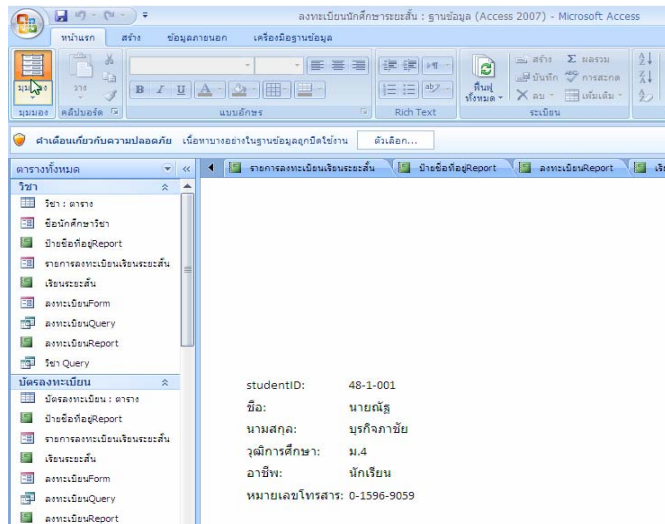 ลงทะเบียนนักศึกษาระยะสั้น : ฐานข้อมูล (Access 2007) - Microsoft Access
หน้าแรก สร้าง ข้อมูลภายนอก เครื่องมือฐานข้อมูล
มุมมอง วาง B I U A ab ฟื้นฟู ทั้งหมด สร้าง Σ ผลรวม
บันทึก การสะกด
ลบ เพิ่มเติม
มุมมอง คลิปบอร์ด แบบอักษร Rich Text ระเบียน
คำเตือนเกี่ยวกับความปลอดภัย เนื้อหาบางอย่างในฐานข้อมูลถูกปิดใช้งาน ตัวเลือก...
ตารางทั้งหมด « รายการลงทะเบียนเรียนระยะสั้น ป้ายชื่อที่อยู่Report ลงทะเบียนReport
วิชา
วิชา : ตาราง
ชื่อนักศึกษาวิชา
ป้ายชื่อที่อยู่Report
รายการลงทะเบียนเรียนระยะสั้น
เรียนระยะสั้น
ลงทะเบียนForm
ลงทะเบียนQuery
ลงทะเบียนReport
วิชา Query
บัตรลงทะเบียน
บัตรลงทะเบียน : ตาราง
ป้ายชื่อที่อยู่Report
รายการลงทะเบียนเรียนระยะสั้น
เรียนระยะสั้น
ลงทะเบียนForm
ลงทะเบียนQuery
ลงทะเบียนReport
studentID: 48-1-001
ชื่อ: นายณัฐ
นามสกุล: บุรกิจภาชัย
วุฒิการศึกษา: ม.4
อาชีพ: นักเรียน
หมายเลขโทรสาร: 0-1596-9059